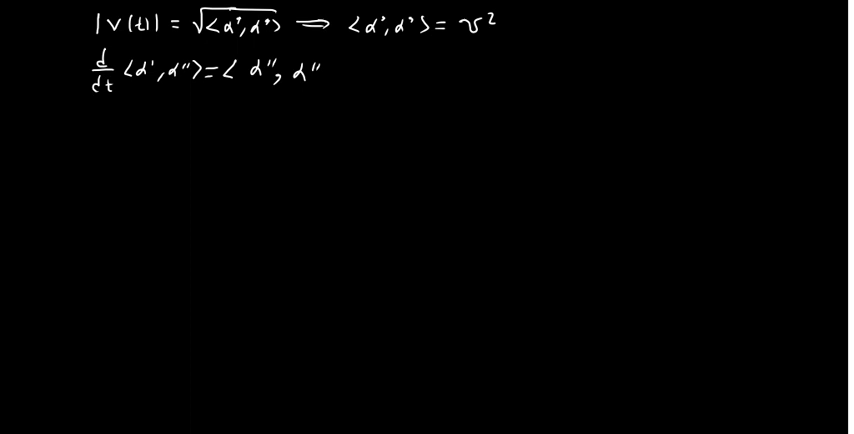 |v(t)| = √⟨α', α'⟩ ⟹ ⟨α', α'⟩ = v²
d/dt ⟨α', α''⟩ = ⟨ α'', α''